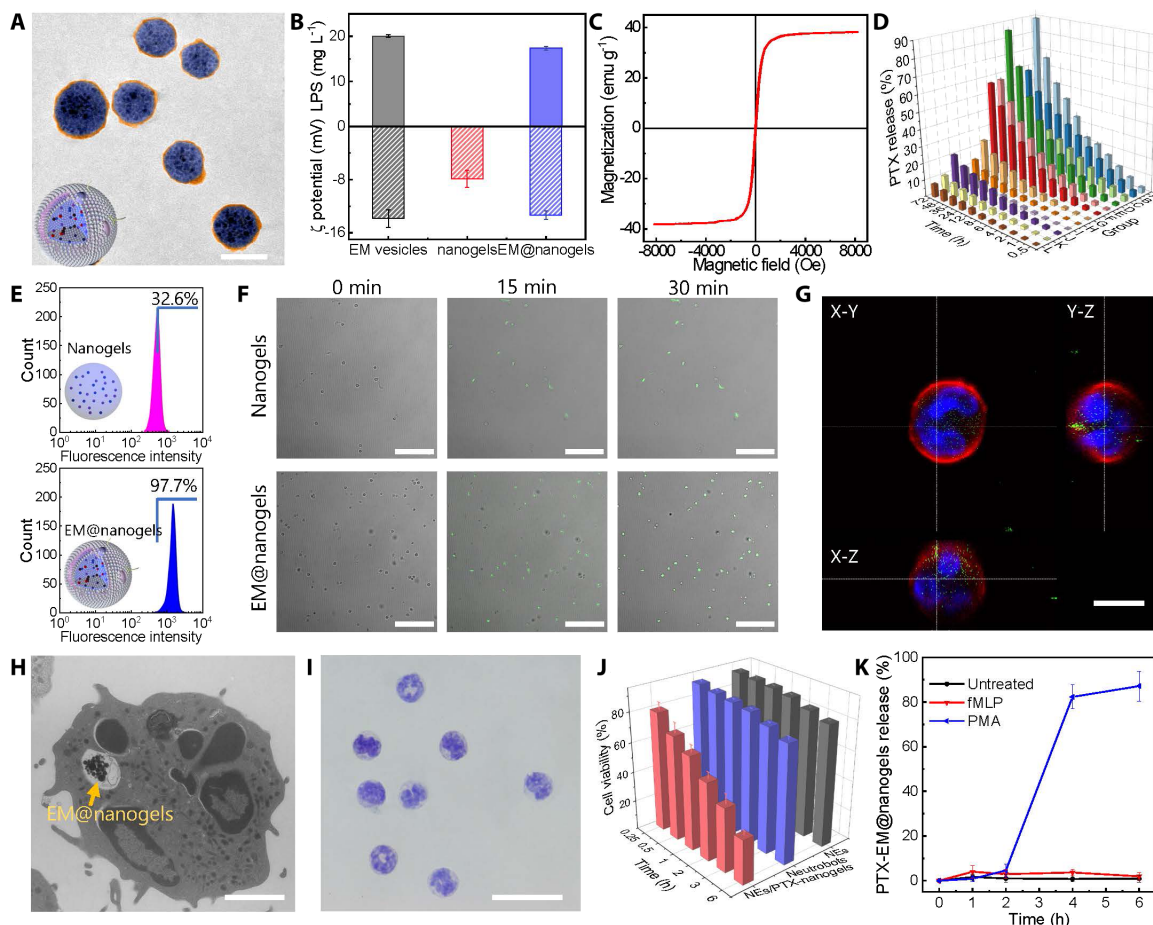 A
B
ζ potential (mV) LPS (mg L-1)
20
10
0
-8
-16
EM vesicles
nanogels
EM@nanogels
C
Magnetization (emu g-1)
40
20
0
-20
-40
-8000
-4000
0
4000
8000
Magnetic field (Oe)
D
PTX release (%)
90
80
70
60
50
40
30
20
10
Time (h)
0.5
Group
E
32.6%
Nanogels
Count
250
200
150
100
50
0
100
101
102
103
104
Fluorescence intensity
97.7%
EM@nanogels
Count
250
200
150
100
50
0
100
101
102
103
104
Fluorescence intensity
F
0 min
15 min
30 min
Nanogels
EM@nanogels
G
X-Y
Y-Z
X-Z
H
EM@nanogels
I
J
Cell viability (%)
80
60
40
20
0.25
0.5
1
2
3
6
Time (h)
NEs/PTX-nanogels
Neutrobots
NEs
K
PTX-EM@nanogels release (%)
100
80
60
40
20
0
Untreated
fMLP
PMA
0
1
2
3
4
5
6
Time (h)